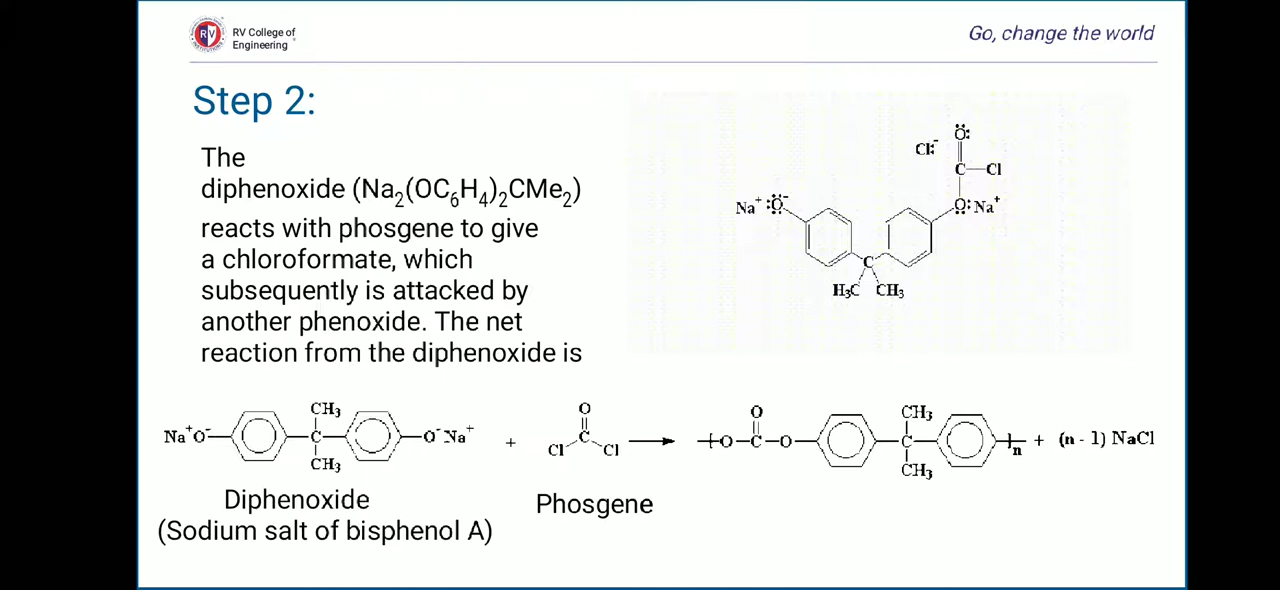 RV College of
Engineering
Go, change the world
Step 2:
The
diphenoxide (Na₂(OC₆H₄)₂CMe₂)
reacts with phosgene to give
a chloroformate, which
subsequently is attacked by
another phenoxide. The net
reaction from the diphenoxide is
:O:
Cl:⁻
C—Cl
Na⁺ :O:⁻
O: Na⁺
C
H₃C CH₃
CH₃
O
O
CH₃
Na⁺O⁻ C O⁻Na⁺ + C O—C—O C n + (n - 1) NaCl
Cl Cl
CH₃
CH₃
Diphenoxide
Phosgene
(Sodium salt of bisphenol A)